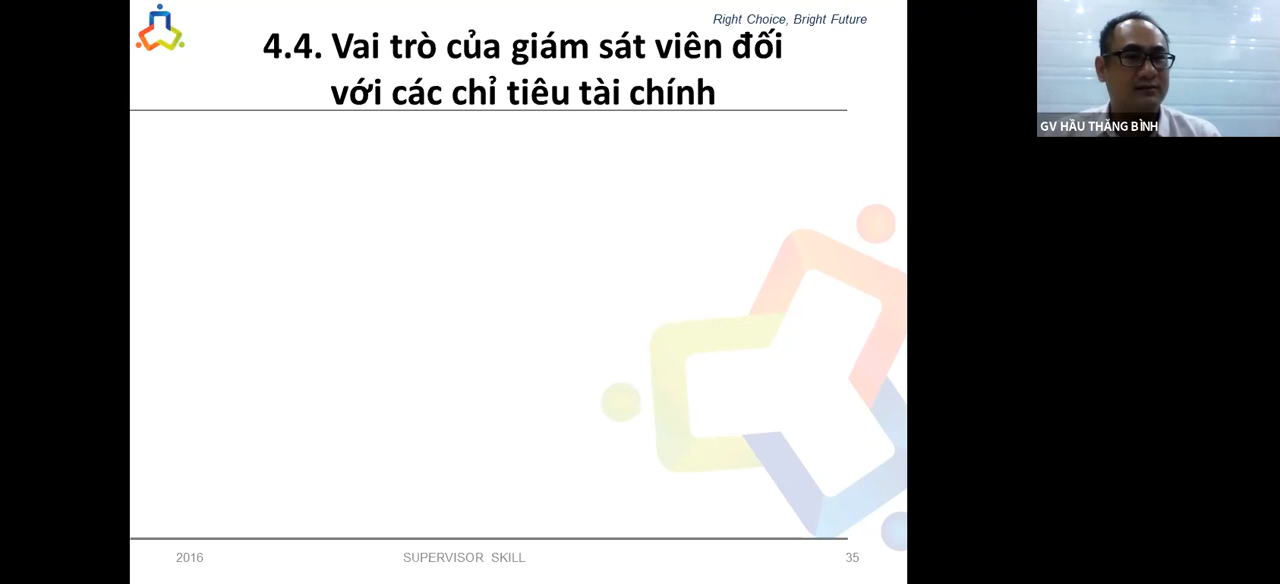 Right Choice, Bright Future
4.4. Vai trò của giám sát viên đối
với các chỉ tiêu tài chính
GV HẦU THĂNG BÌNH
2016
SUPERVISOR SKILL
35